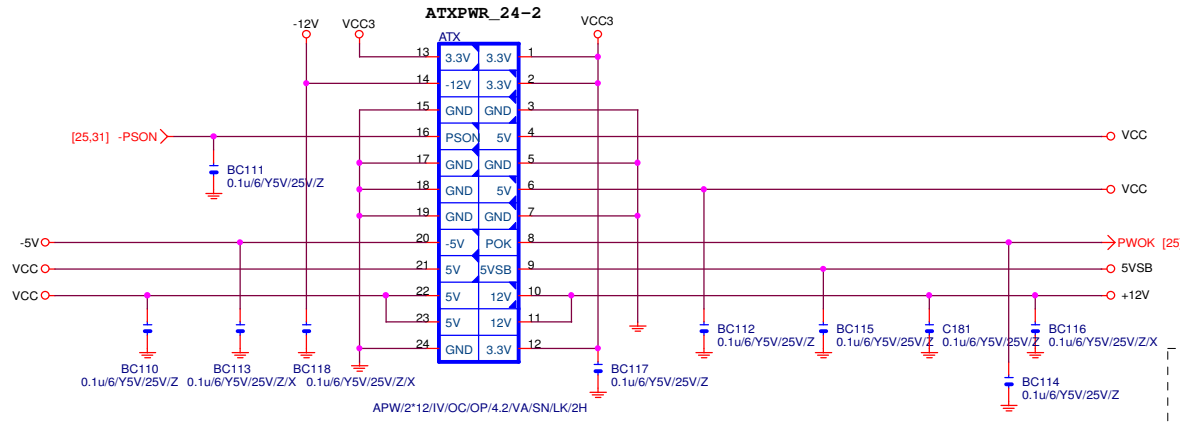 ATXPWR_24-2
-12V VCC3 VCC3
ATX
13 3.3V 3.3V 1
14 -12V 3.3V 2
15 GND GND 3
[25,31] -PSON 16 PSON 5V 4 VCC
17 GND GND 5
BC111
0.1u/6/Y5V/25V/Z
18 GND 5V 6 VCC
19 GND GND 7
-5V 20 -5V POK 8 PWOK [25
VCC 21 5V 5VSB 9 5VSB
VCC 22 5V 12V 10 +12V
23 5V 12V 11
24 GND 3.3V 12
BC112
0.1u/6/Y5V/25V/Z
BC115
0.1u/6/Y5V/25V/Z
C181
0.1u/6/Y5V/25V/Z
BC116
0.1u/6/Y5V/25V/Z/X
BC110
0.1u/6/Y5V/25V/Z
BC113
0.1u/6/Y5V/25V/Z/X
BC118
0.1u/6/Y5V/25V/Z/X
BC117
0.1u/6/Y5V/25V/Z
BC114
0.1u/6/Y5V/25V/Z
APW/2*12/IV/OC/OP/4.2/VA/SN/LK/2H